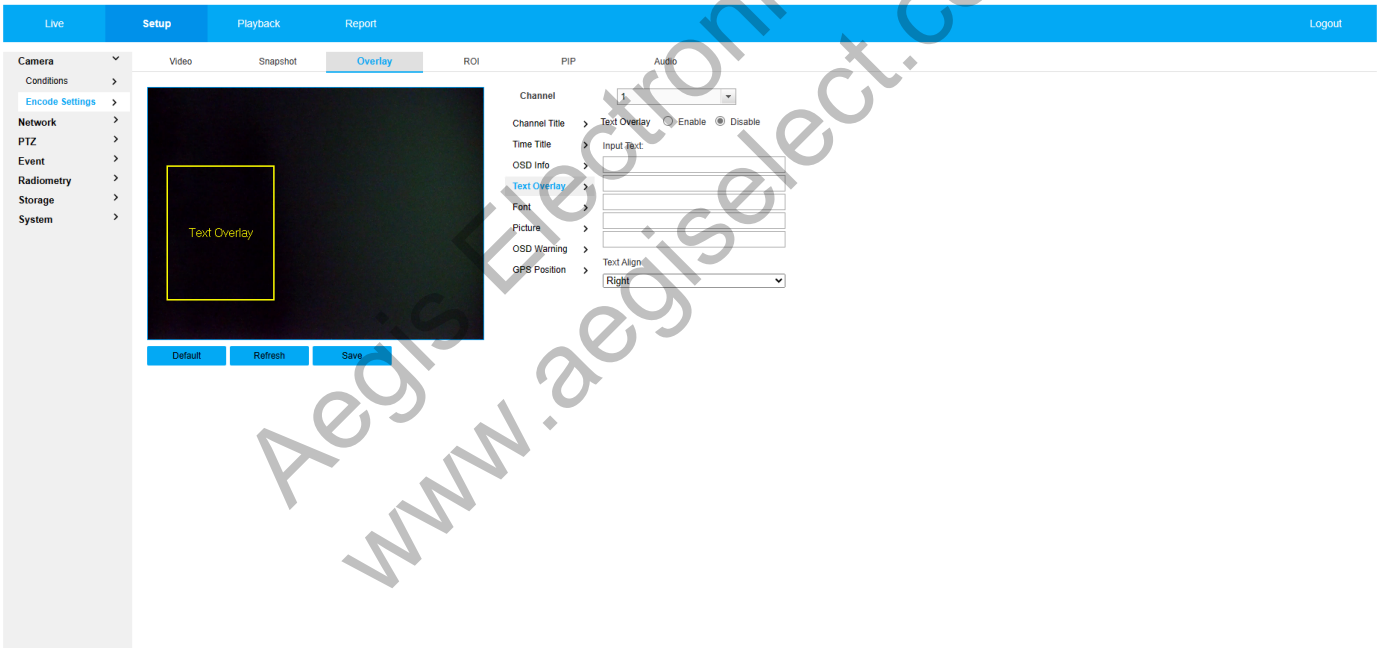 Live Setup Playback Report Logout
Camera
Conditions
Encode Settings
Network
PTZ
Event
Radiometry
Storage
System
Video Snapshot Overlay ROI PIP Audio
Text Overlay
Default Refresh Save
Channel 1
Channel Title
Time Title
OSD Info
Text Overlay
Font
Picture
OSD Warning
GPS Position
Text Overlay Enable Disable
Input Text:
Text Align:
Right
Aegis
www.aegiselect.c